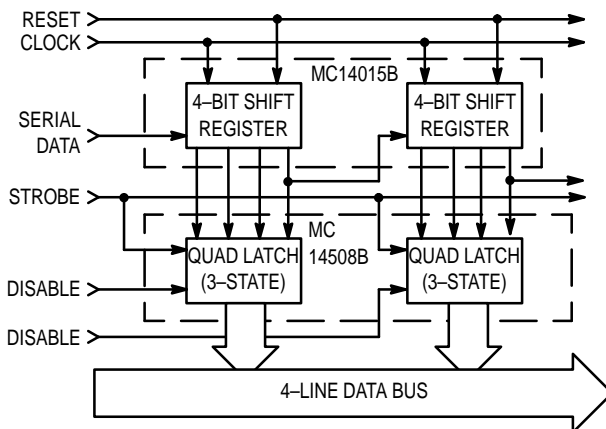 RESET
CLOCK
MC14015B
4–BIT SHIFT
REGISTER
4–BIT SHIFT
REGISTER
SERIAL
DATA
STROBE
MC
14508B
QUAD LATCH
(3–STATE)
QUAD LATCH
(3–STATE)
DISABLE
DISABLE
4–LINE DATA BUS